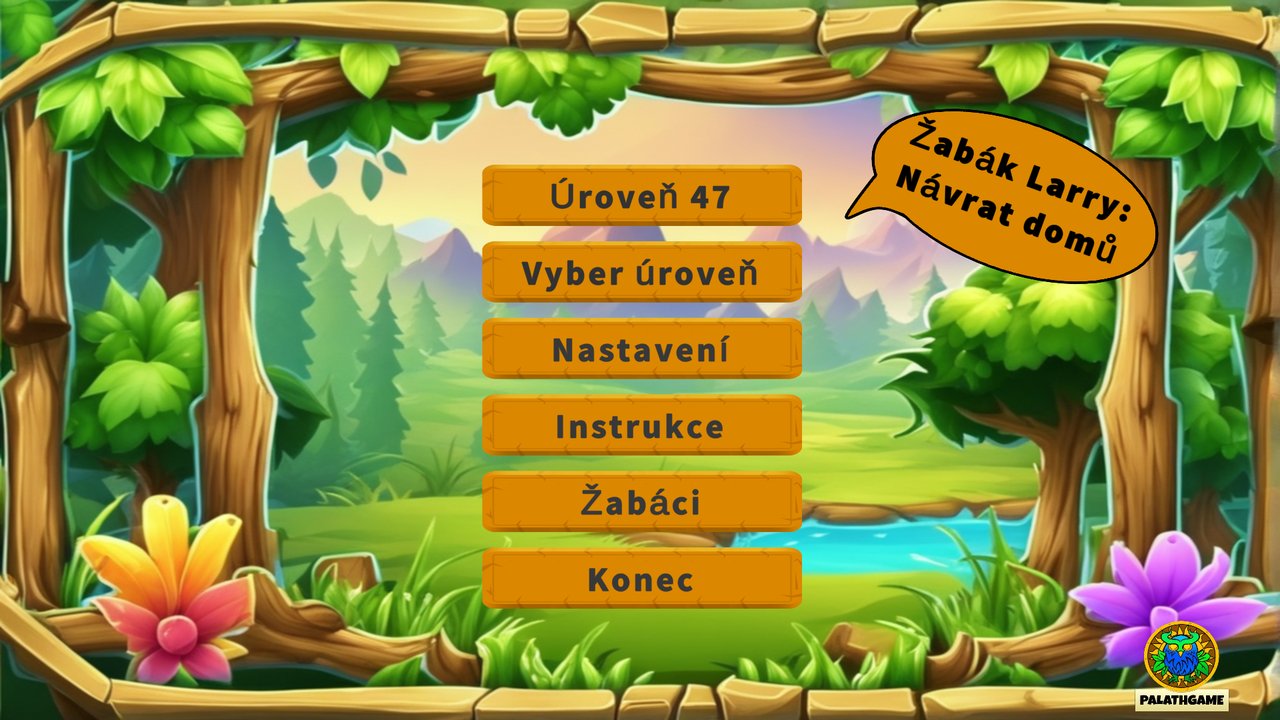 Žabák Larry:
Návrat domů
Úroveň 47
Vyber úroveň
Nastavení
Instrukce
Žabáci
Konec
PALATHGAME